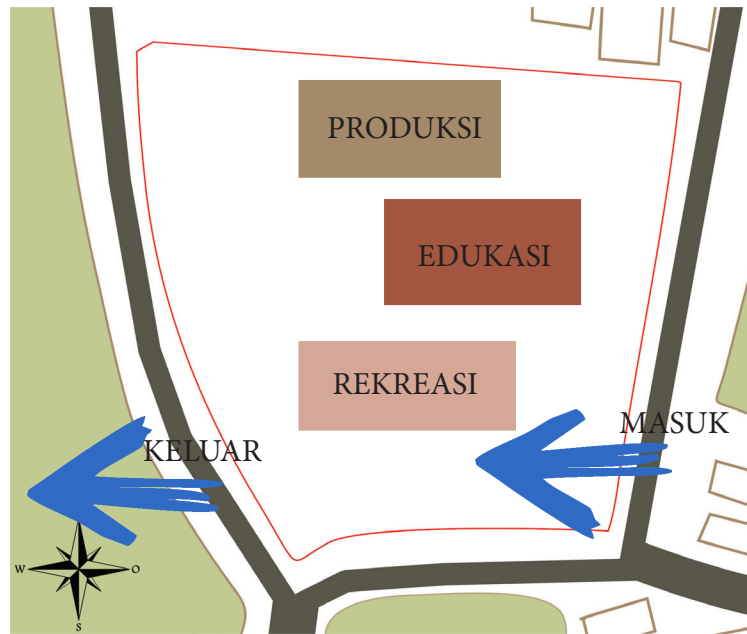 PRODUKSI
EDUKASI
REKREASI
MASUK
KELUAR
W O
S